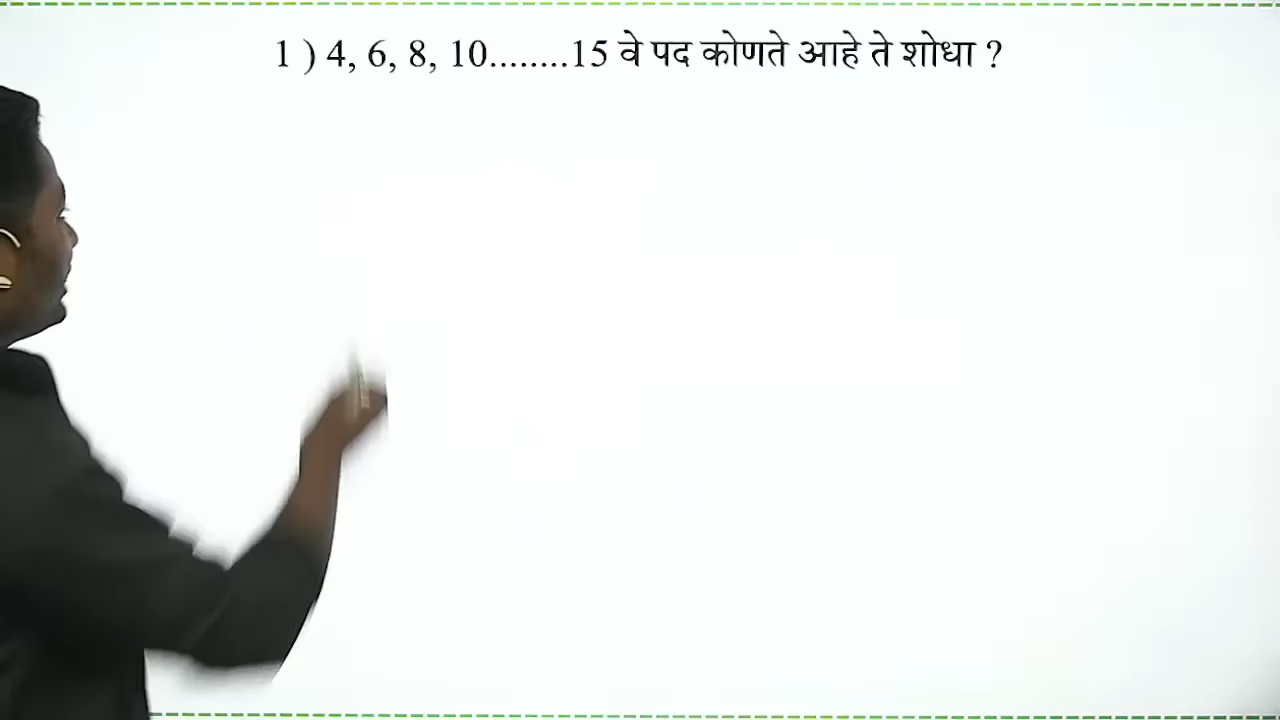 1 ) 4, 6, 8, 10........15 वे पद कोणते आहे ते शोधा ?